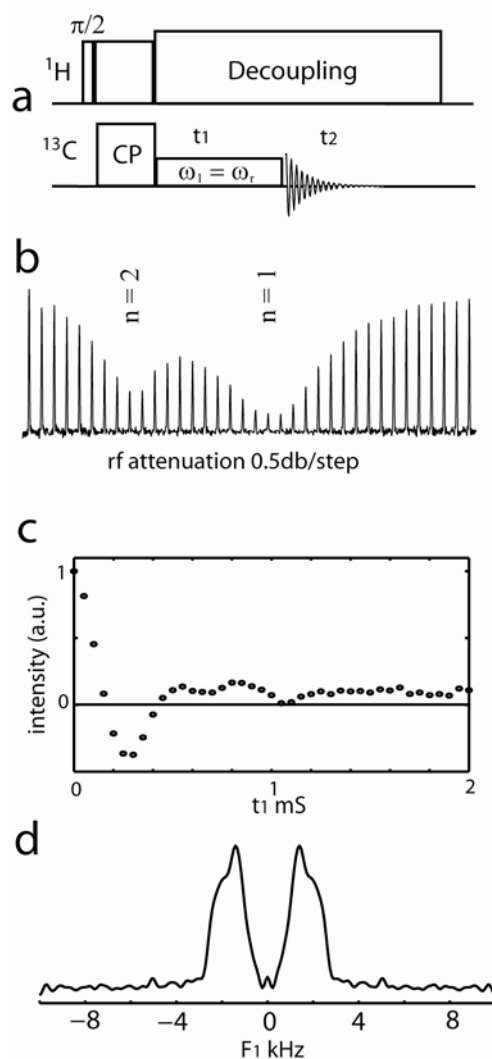 π/2
¹H
Decoupling
a
¹³C
CP
t1
t2
ω₁ = ωᵣ
b
n = 2
n = 1
rf attenuation 0.5db/step
c
1
intensity (a.u.)
0
0
1
2
t1 mS
d
−8
−4
0
4
8
F1 kHz